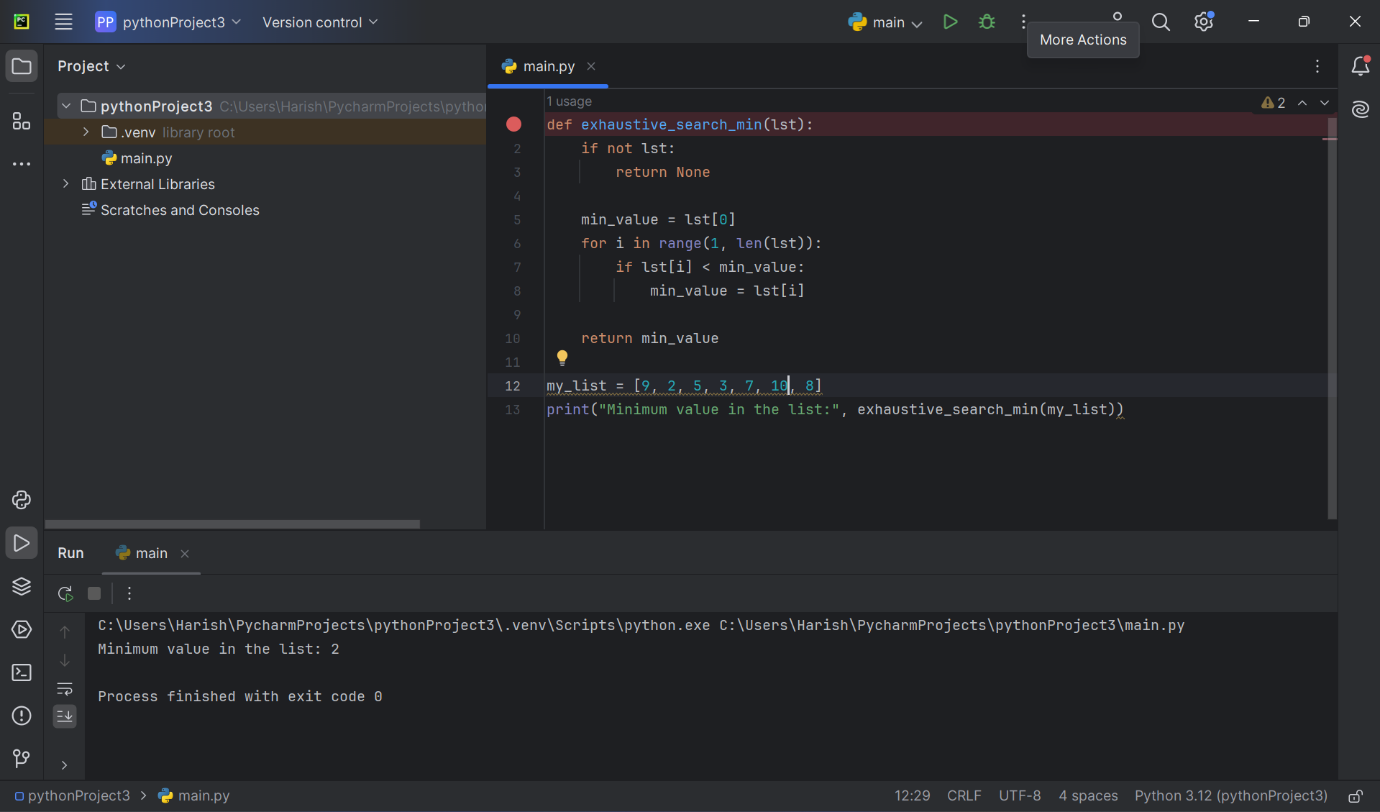 PP pythonProject3 Version control main
More Actions
Project
main.py
pythonProject3 C:\Users\Harish\PycharmProjects\python
.venv library root
main.py
External Libraries
Scratches and Consoles
1 usage
2
def exhaustive_search_min(lst):
2 if not lst:
3 return None
4
5 min_value = lst[0]
6 for i in range(1, len(lst)):
7 if lst[i] < min_value:
8 min_value = lst[i]
9
10 return min_value
11
12 my_list = [9, 2, 5, 3, 7, 10, 8]
13 print("Minimum value in the list:", exhaustive_search_min(my_list))
Run main
C:\Users\Harish\PycharmProjects\pythonProject3\.venv\Scripts\python.exe C:\Users\Harish\PycharmProjects\pythonProject3\main.py
Minimum value in the list: 2
Process finished with exit code 0
pythonProject3 main.py 12:29 CRLF UTF-8 4 spaces Python 3.12 (pythonProject3)